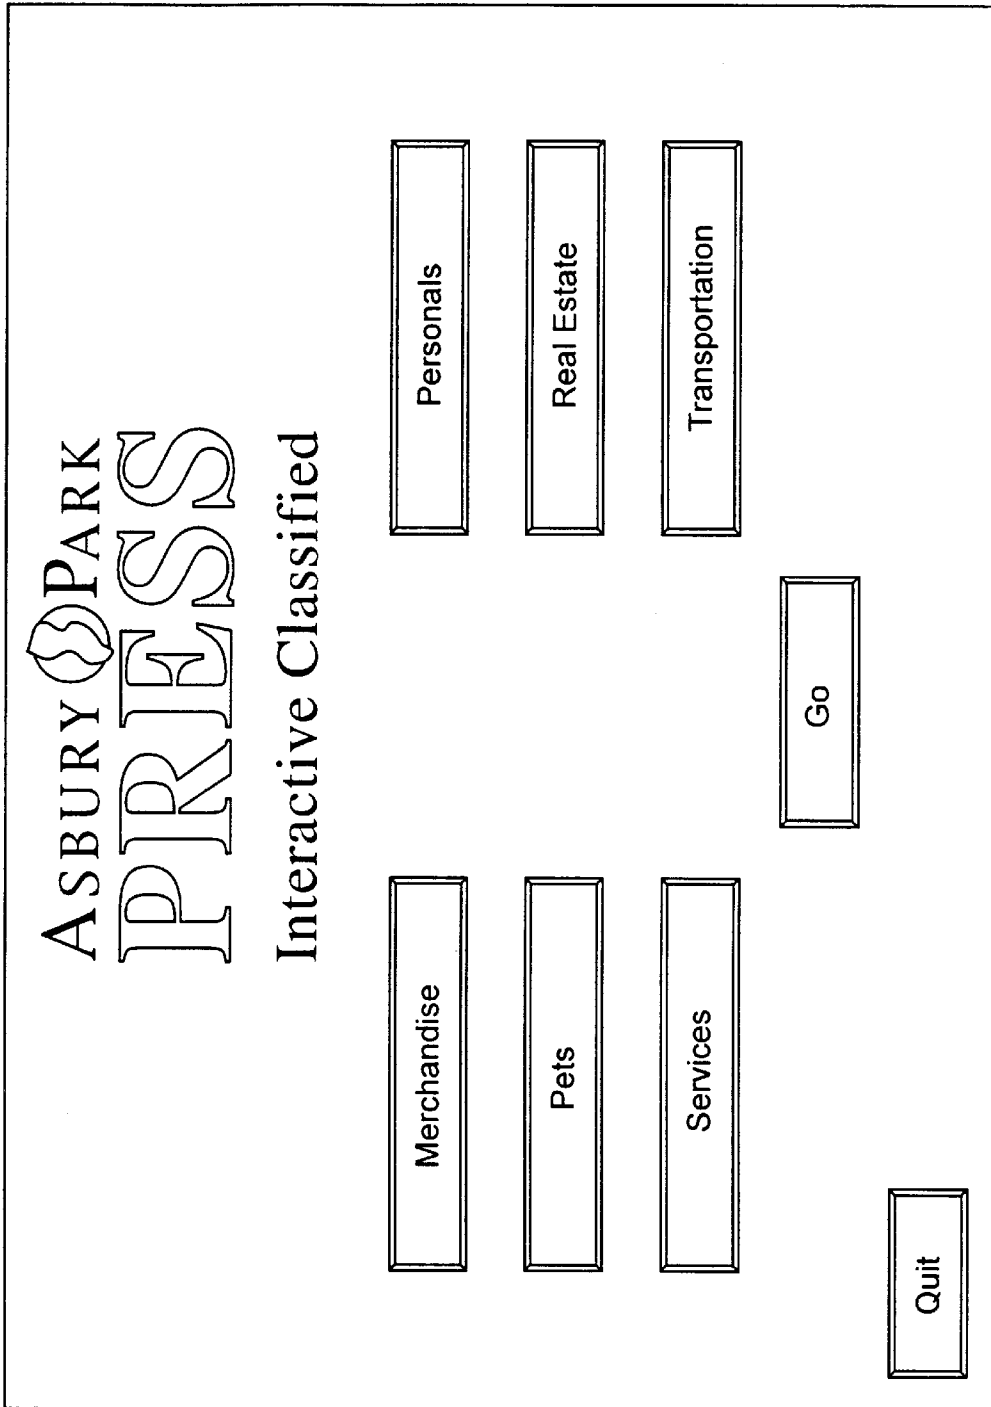 ASBURY PARK
PRESS
Interactive Classified
Merchandise
Personals
Pets
Real Estate
Services
Transportation
Go
Quit